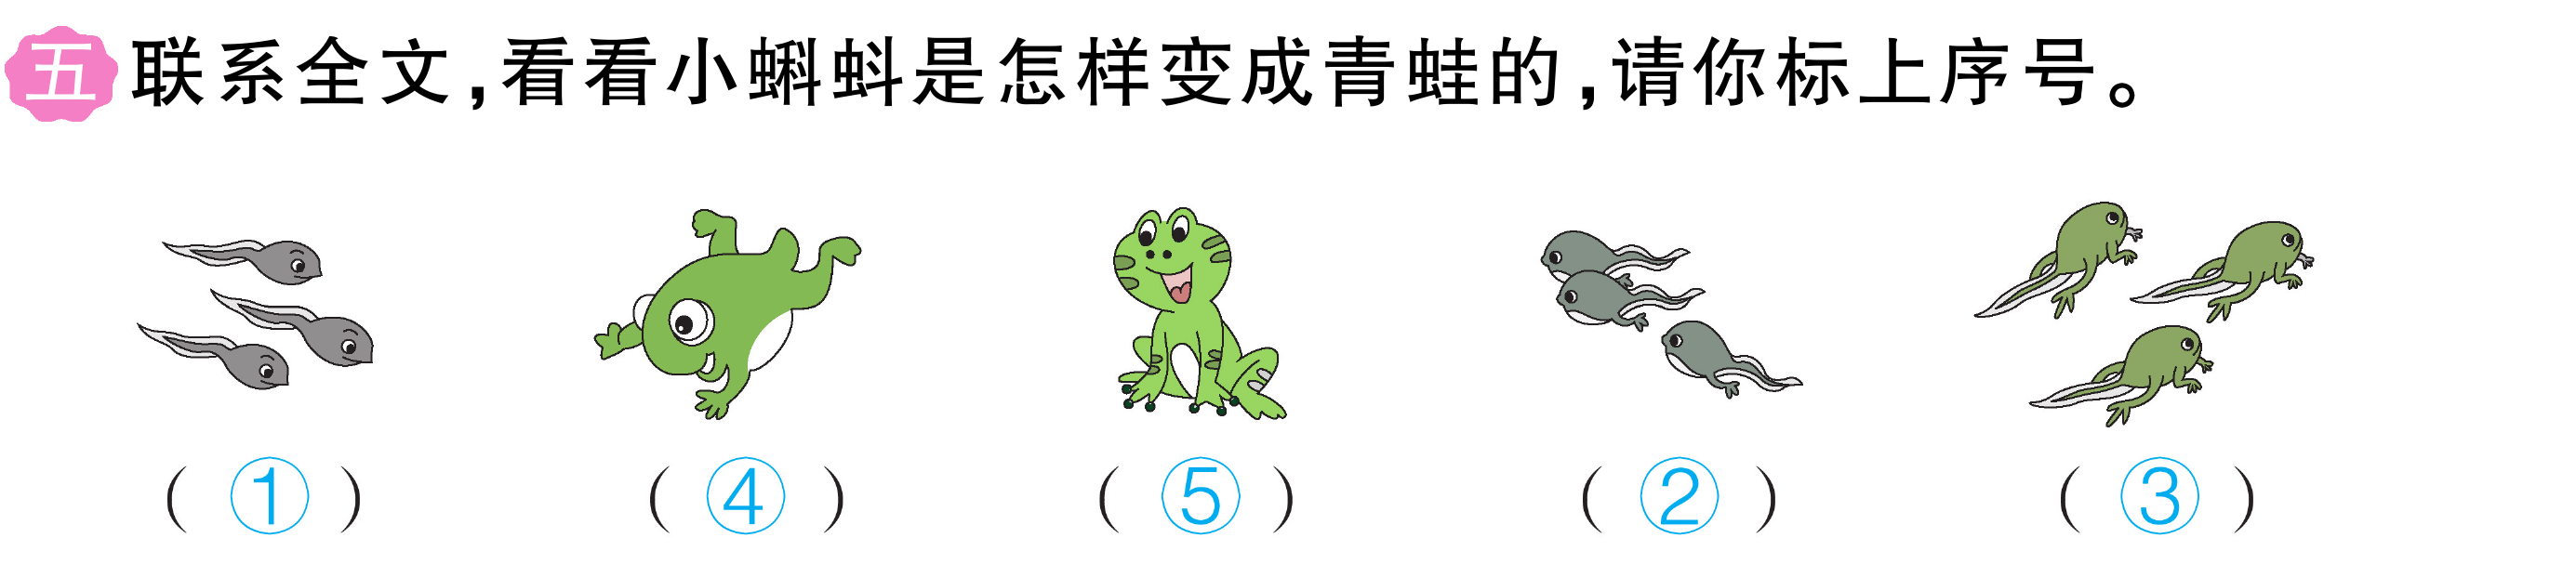 五 联系全文,看看小蝌蚪是怎样变成青蛙的,请你标上序号。
( ① ) ( ④ ) ( ⑤ ) ( ② ) ( ③ )